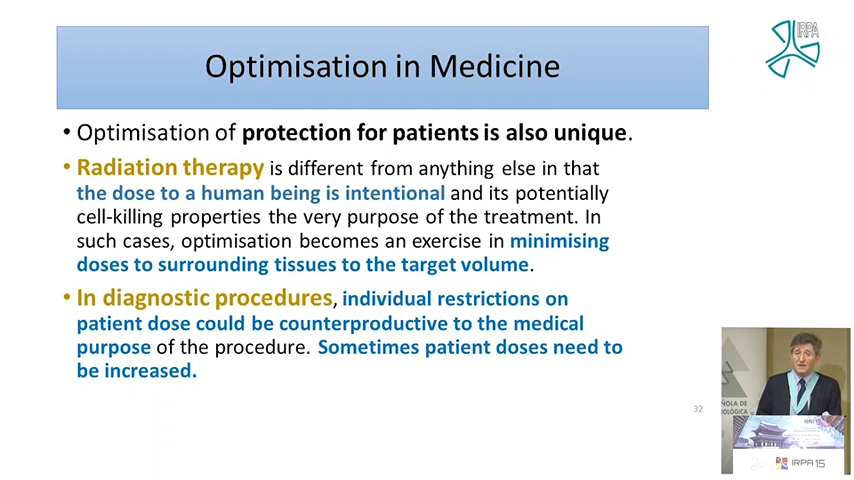 Optimisation in Medicine
IRPA
• Optimisation of protection for patients is also unique.
• Radiation therapy is different from anything else in that
the dose to a human being is intentional and its potentially
cell-killing properties the very purpose of the treatment. In
such cases, optimisation becomes an exercise in minimising
doses to surrounding tissues to the target volume.
• In diagnostic procedures, individual restrictions on
patient dose could be counterproductive to the medical
purpose of the procedure. Sometimes patient doses need to
be increased.
32
IRPA 15